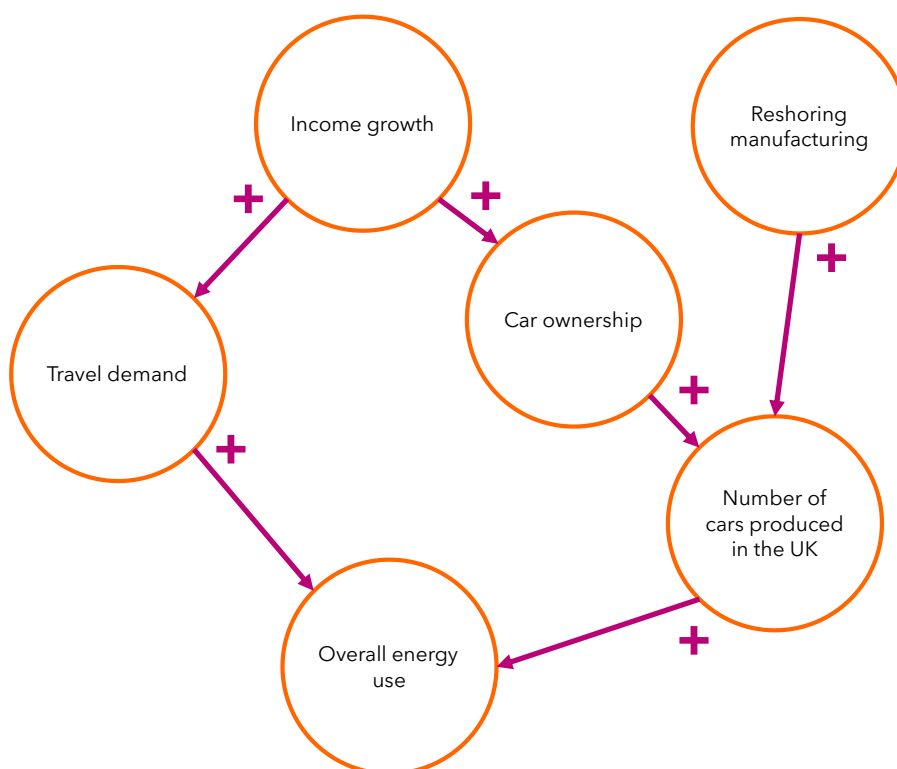 Income growth
Reshoring
manufacturing
+
+
+
Car ownership
Travel demand
+
+
Number of
cars produced
in the UK
+
Overall energy
use